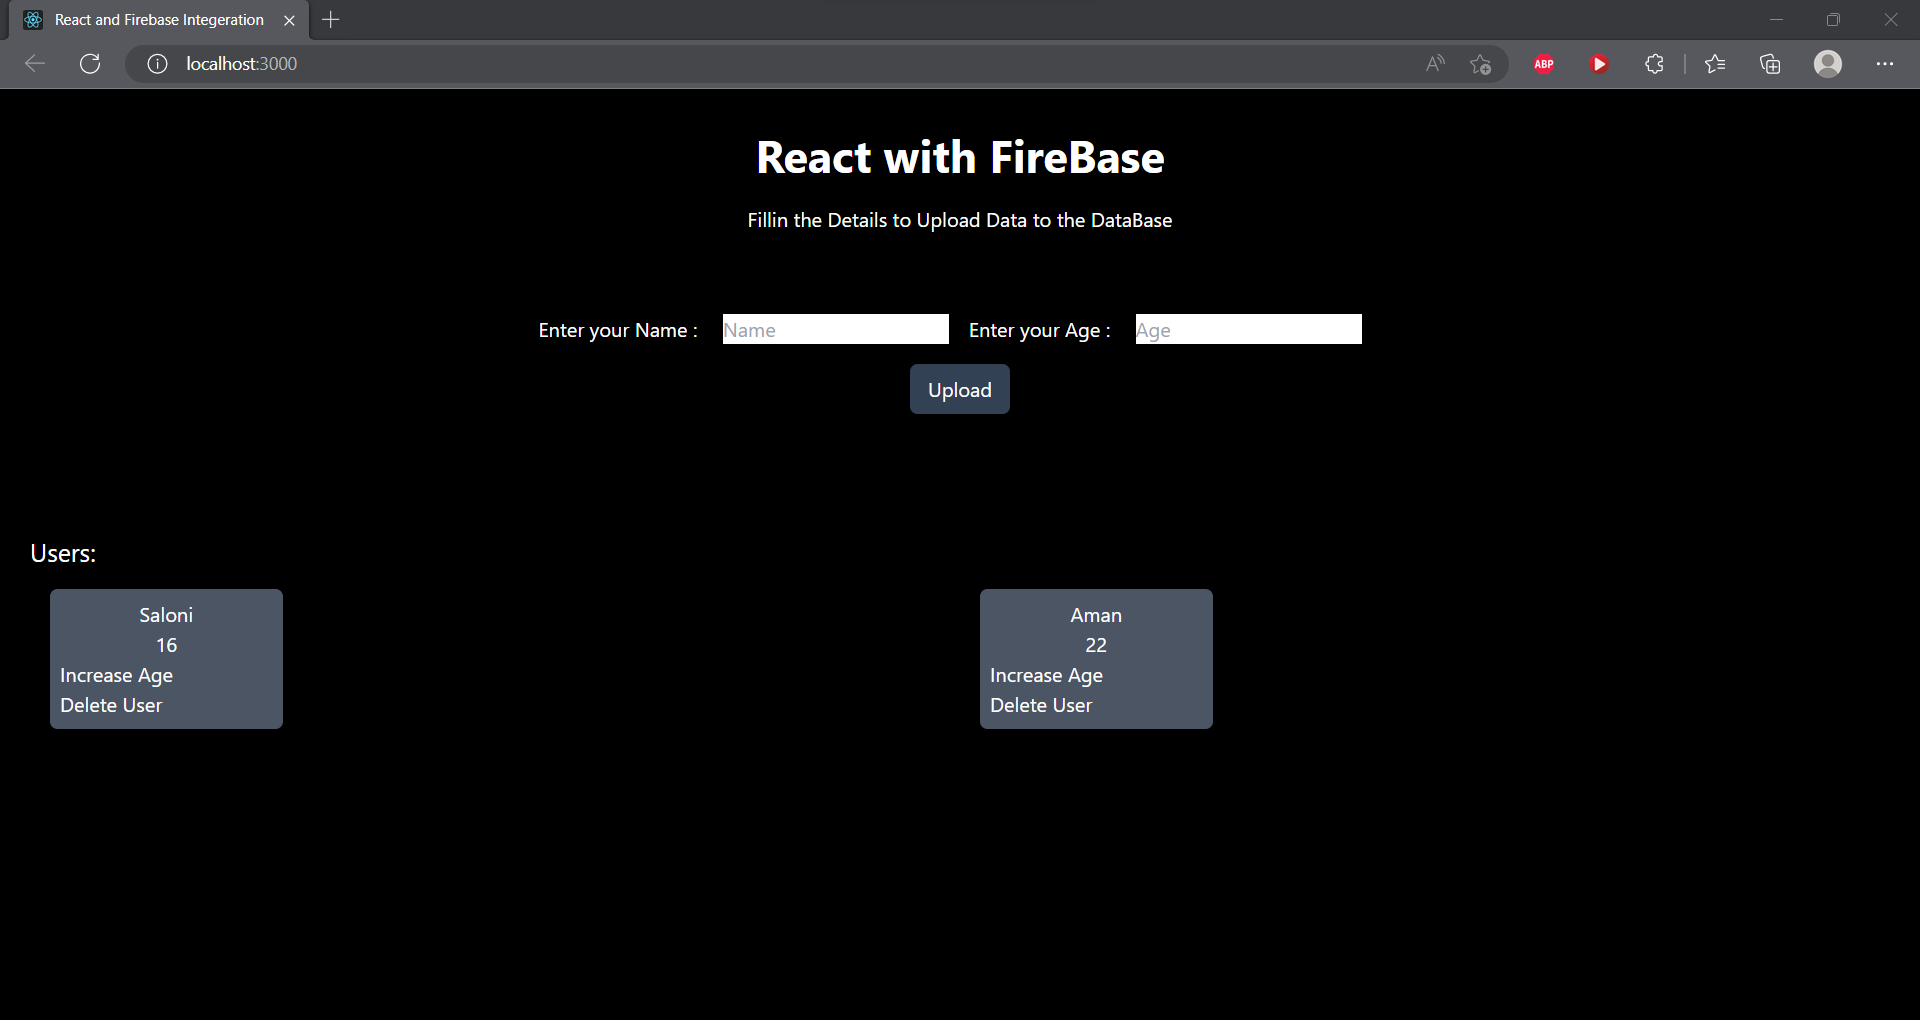 React and Firebase Integeration
localhost:3000
ABP
React with FireBase
Fillin the Details to Upload Data to the DataBase
Enter your Name : Name Enter your Age : Age
Upload
Users:
Saloni
16
Increase Age
Delete User
Aman
22
Increase Age
Delete User